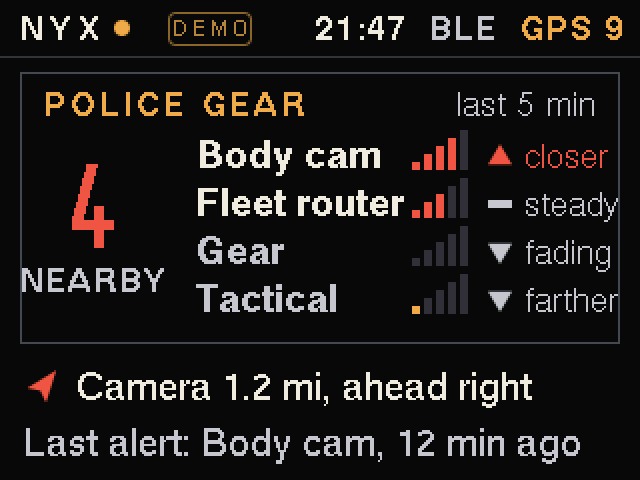 NYX DEMO 21:47 BLE GPS 9
POLICE GEAR last 5 min
4
NEARBY
Body cam closer
Fleet router steady
Gear fading
Tactical farther
Camera 1.2 mi, ahead right
Last alert: Body cam, 12 min ago